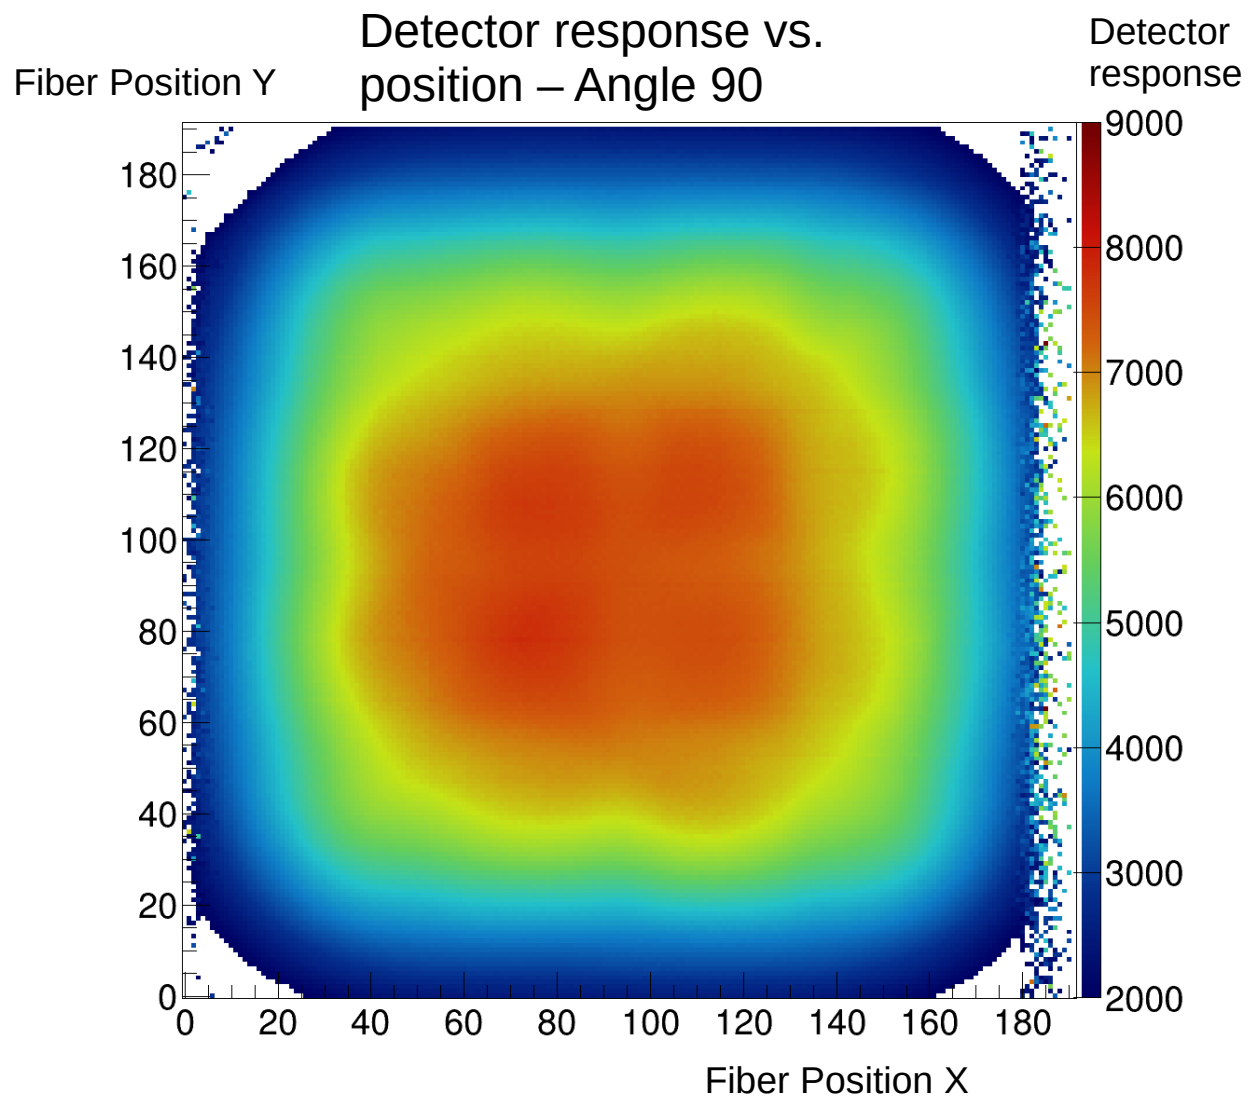 Detector response vs.
position – Angle 90
Fiber Position Y
Detector
response
180
160
140
120
100
80
60
40
20
0
0 20 40 60 80 100 120 140 160 180
Fiber Position X
9000
8000
7000
6000
5000
4000
3000
2000